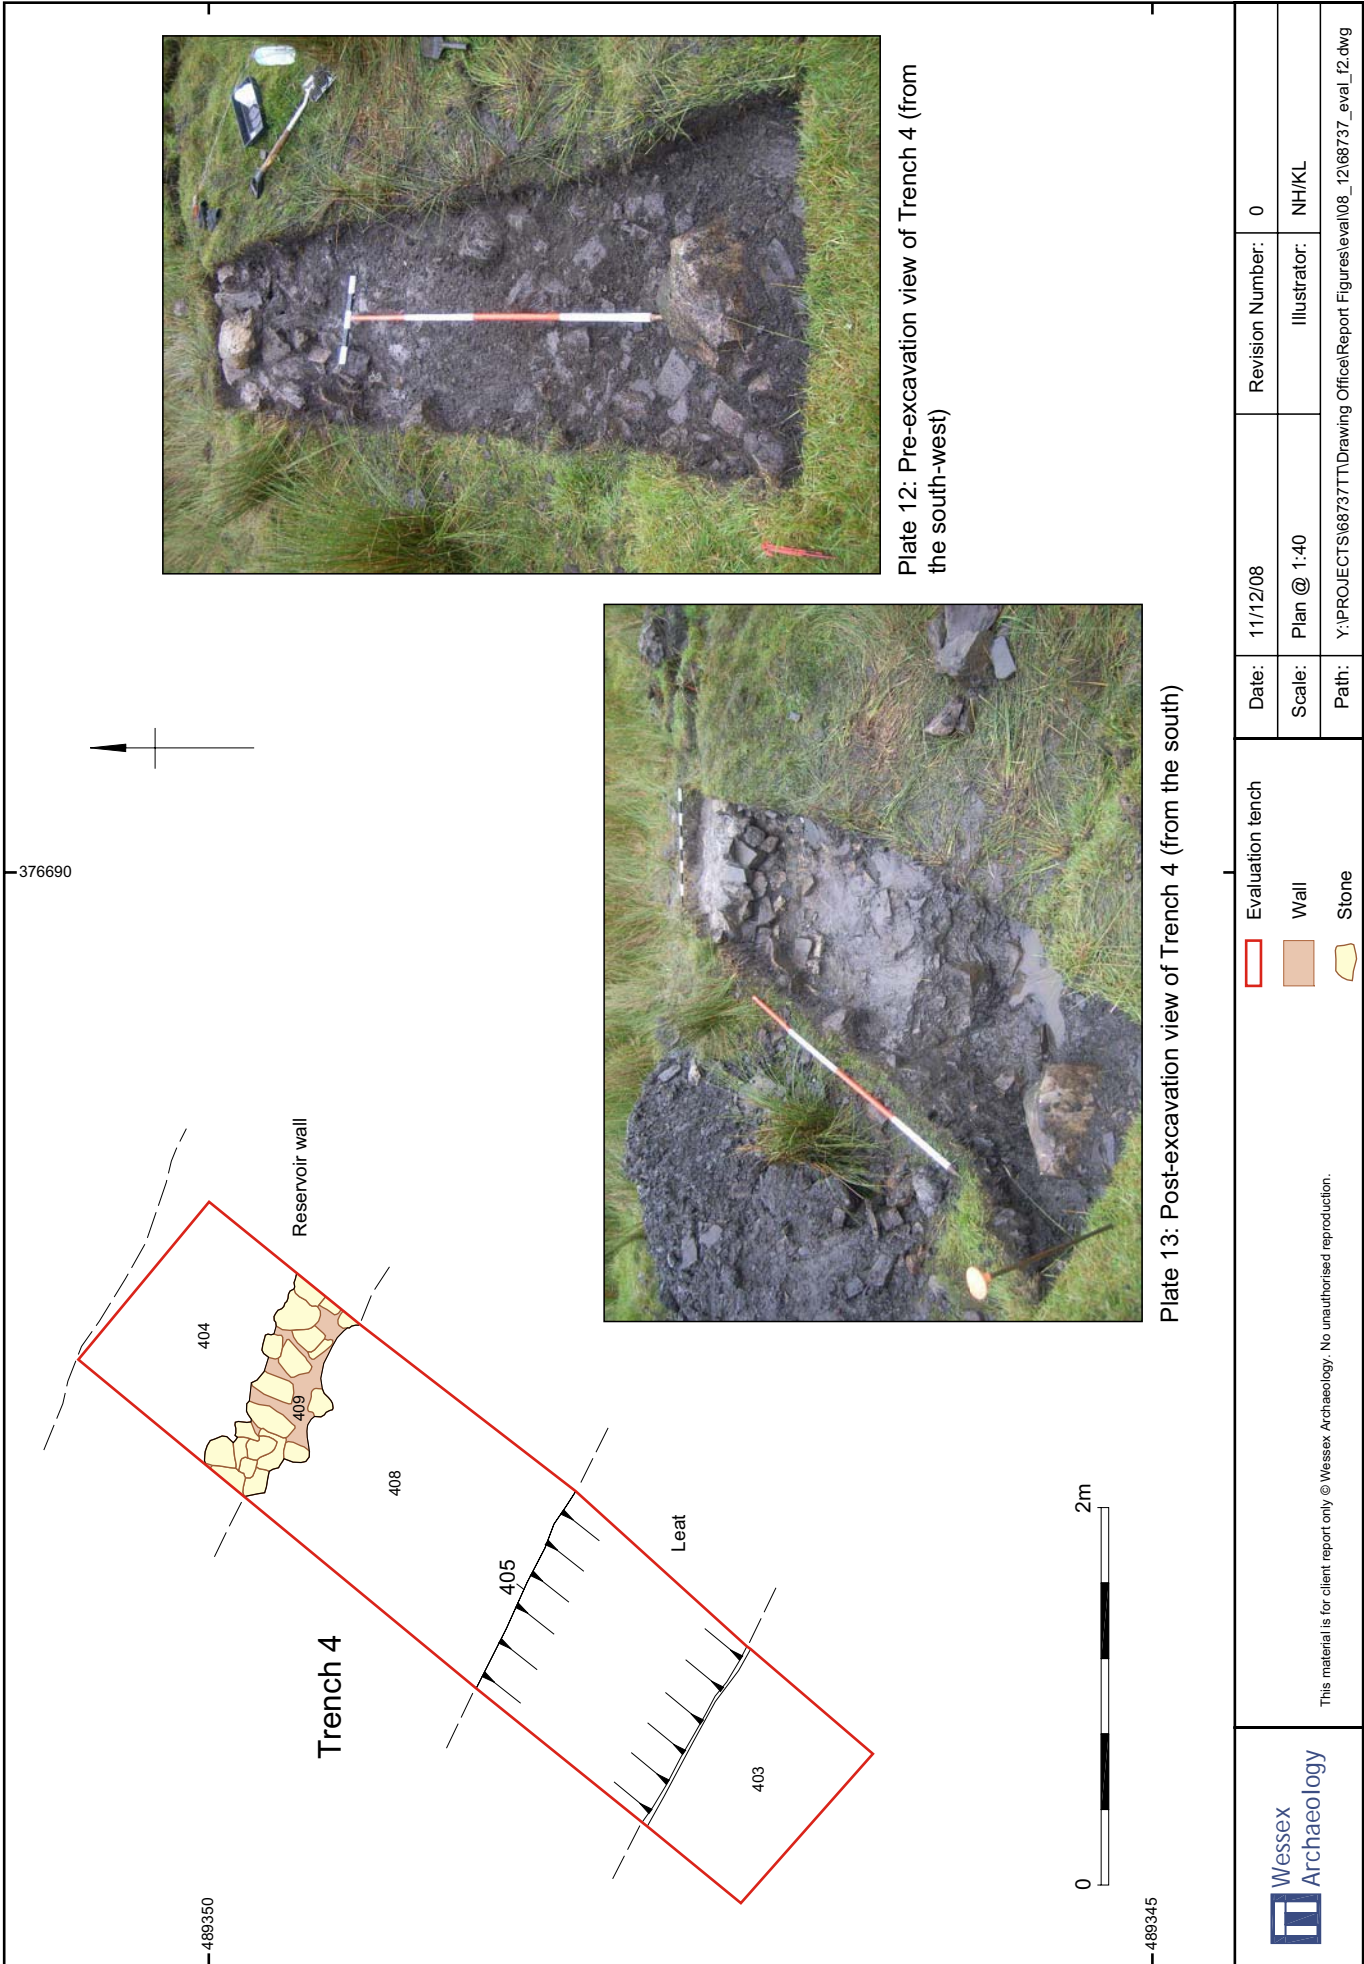 376690
489350
489345
Trench 4
404
409
408
405
403
Reservoir wall
Leat
0
2m
Plate 12: Pre-excavation view of Trench 4 (from
the south-west)
Plate 13: Post-excavation view of Trench 4 (from the south)
Wessex
Archaeology
Evaluation tench
Wall
Stone
This material is for client report only © Wessex Archaeology. No unauthorised reproduction.
Date: 11/12/08 Revision Number: 0
Scale: Plan @ 1:40 Illustrator: NH/KL
Path: Y:\PROJECTS\68737TT\Drawing Office\Report Figures\eval\08_12\68737_eval_f2.dwg